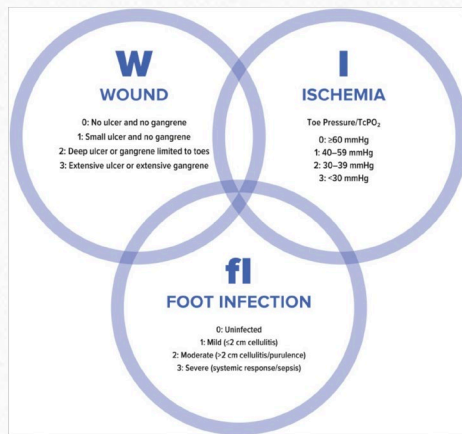 W
WOUND
0: No ulcer and no gangrene
1: Small ulcer and no gangrene
2: Deep ulcer or gangrene limited to toes
3: Extensive ulcer or extensive gangrene
I
ISCHEMIA
Toe Pressure/TcPO₂
0: ≥60 mmHg
1: 40–59 mmHg
2: 30–39 mmHg
3: <30 mmHg
fI
FOOT INFECTION
0: Uninfected
1: Mild (≤2 cm cellulitis)
2: Moderate (>2 cm cellulitis/purulence)
3: Severe (systemic response/sepsis)